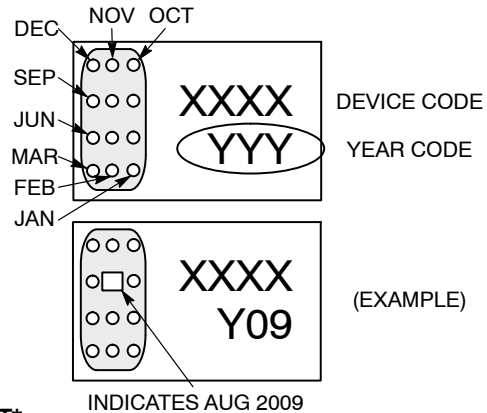 NOV OCT
DEC
SEP
XXXX DEVICE CODE
JUN
YYY YEAR CODE
MAR
FEB
JAN
XXXX
(EXAMPLE)
Y09
INDICATES AUG 2009